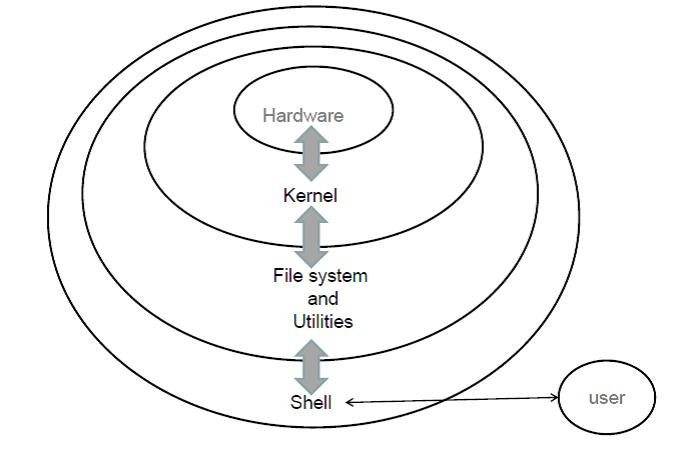 Hardware
Kernel
File system
and
Utilities
Shell
user